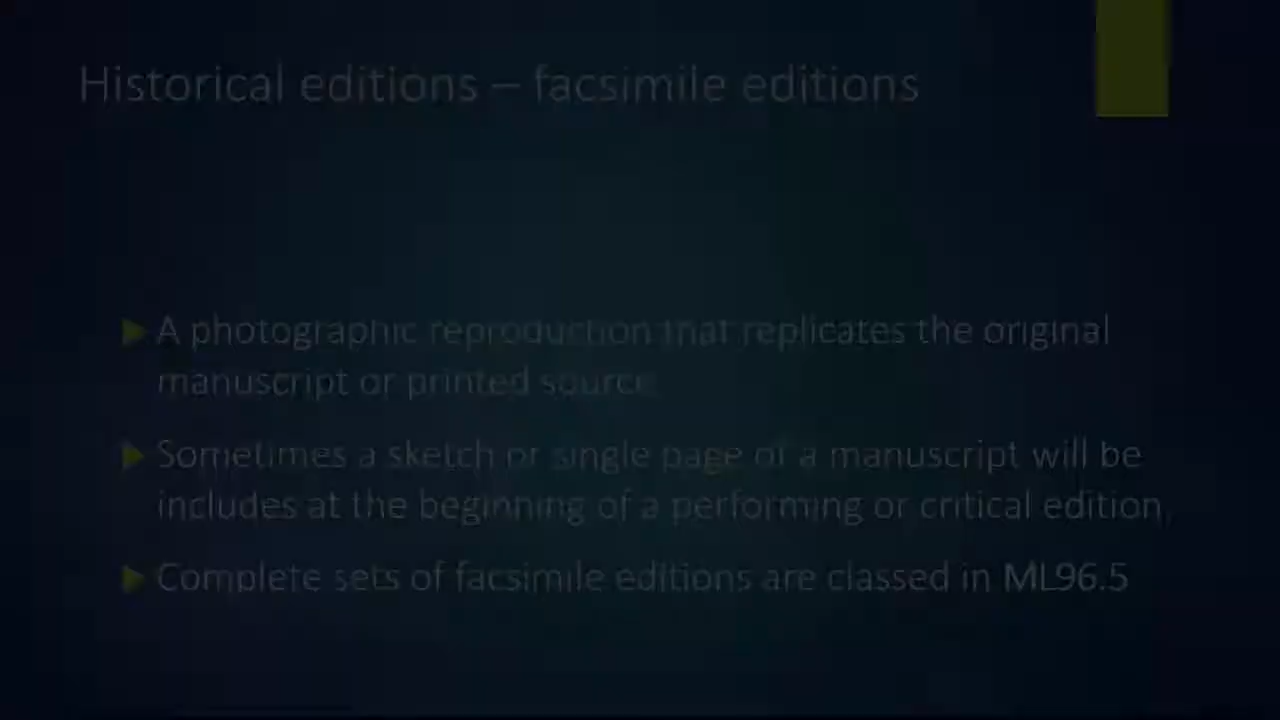 Historical editions – facsimile editions
A photographic reproduction that replicates the original
manuscript or printed source
Sometimes a sketch or single page of a manuscript will be
includes at the beginning of a performing or critical edition
Complete sets of facsimile editions are classed in ML96.5